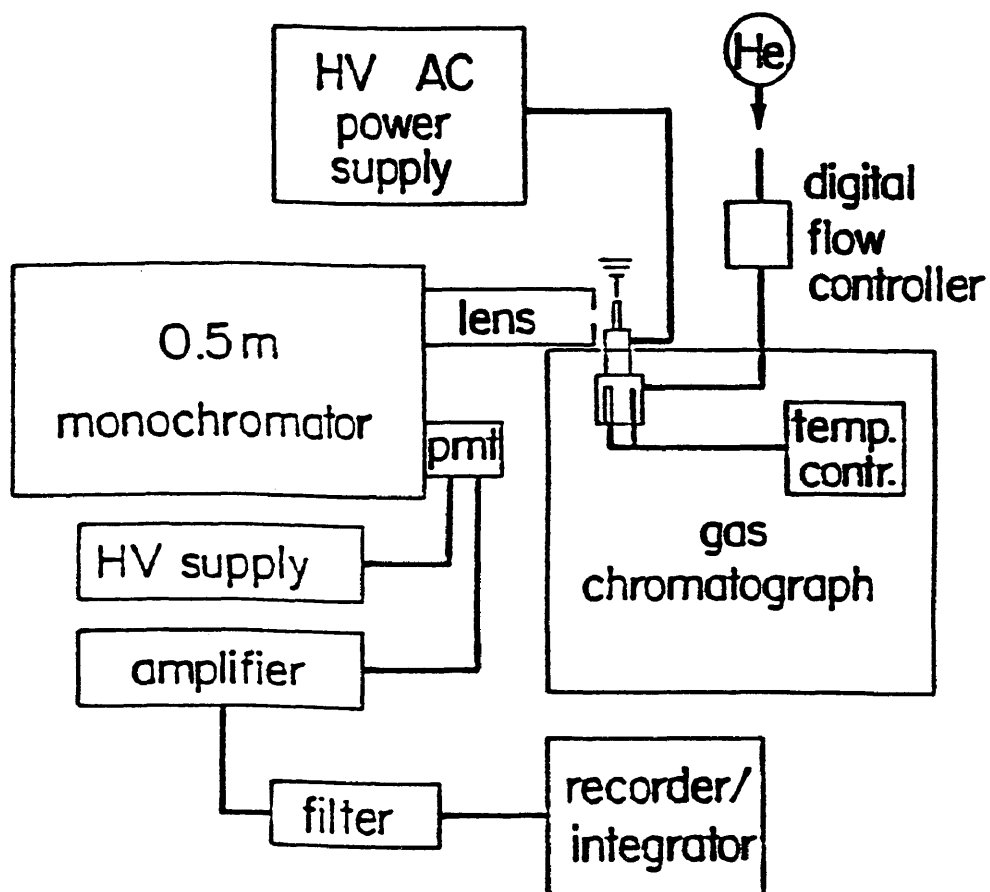 HV AC
power
supply
He
digital
flow
controller
lens
0.5m
monochromator
pmt
temp.
contr.
gas
chromatograph
HV supply
amplifier
filter
recorder/
integrator